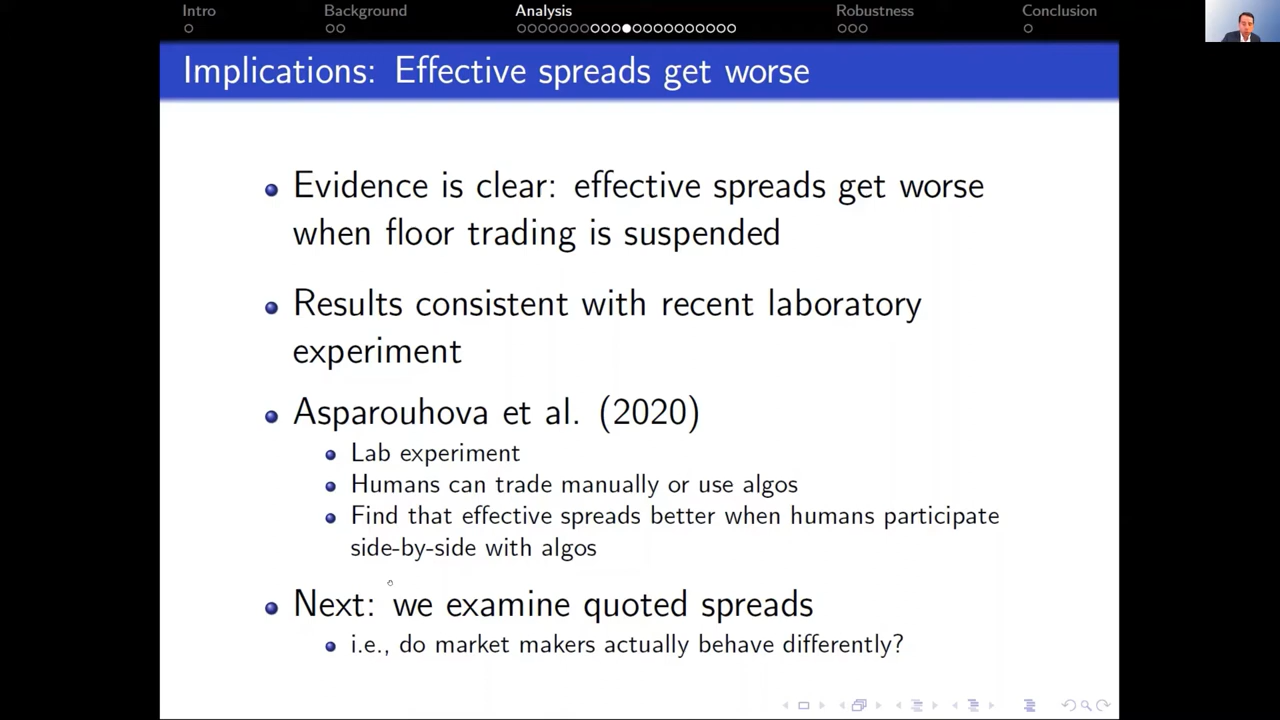 Intro Background Analysis Robustness Conclusion
Implications: Effective spreads get worse
Evidence is clear: effective spreads get worse
when floor trading is suspended
Results consistent with recent laboratory
experiment
Asparouhova et al. (2020)
Lab experiment
Humans can trade manually or use algos
Find that effective spreads better when humans participate
side-by-side with algos
Next: we examine quoted spreads
i.e., do market makers actually behave differently?